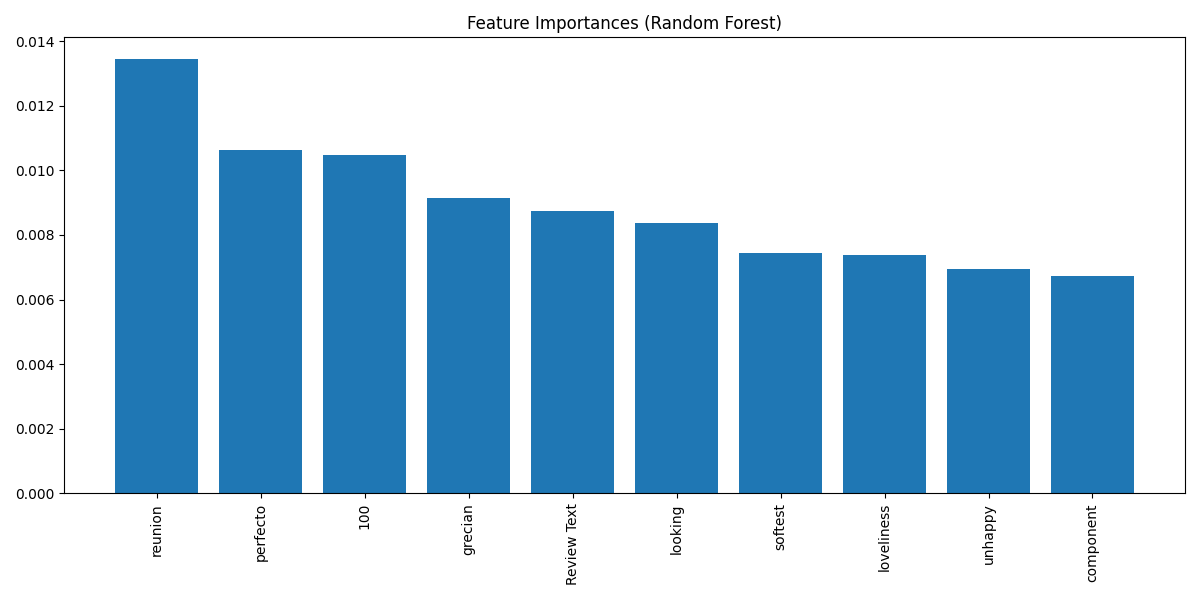 Feature Importances (Random Forest)
0.014
0.012
0.010
0.008
0.006
0.004
0.002
0.000
reunion
perfecto
100
grecian
Review Text
looking
softest
loveliness
unhappy
component